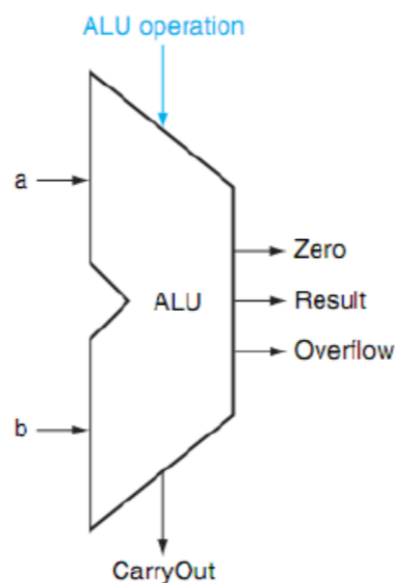 ALU operation
a
Zero
ALU
Result
Overflow
b
CarryOut